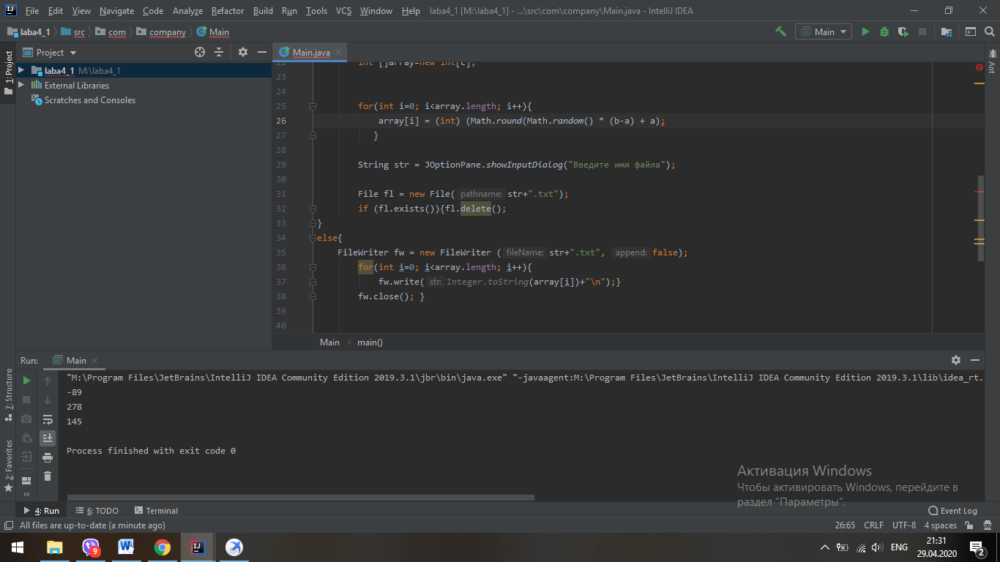 File Edit View Navigate Code Analyze Refactor Build Run Tools VCS Window Help laba4_1 [M:\laba4_1] - ...\src\com\company\Main.java - IntelliJ IDEA
laba4_1 src com company Main Main
1: Project
Project
Main.java
Ant
laba4_1 M:\laba4_1
External Libraries
Scratches and Consoles
22 int []array=new int[c];
23
24
25 for(int i=0; i<array.length; i++){
26 array[i] = (int) (Math.round(Math.random() * (b-a) + a);
27 }
28
29 String str = JOptionPane.showInputDialog("Введите имя файла");
30
31 File fl = new File( pathname: str+".txt");
32 if (fl.exists()){fl.delete();
33 }
34 else{
35 FileWriter fw = new FileWriter ( fileName: str+".txt", append: false);
36 for(int i=0; i<array.length; i++){
37 fw.write( str: Integer.toString(array[i])+"\n");}
38 fw.close(); }
39
40
Main › main()
Run: Main
7: Structure
2: Favorites
"M:\Program Files\JetBrains\IntelliJ IDEA Community Edition 2019.3.1\jbr\bin\java.exe" "-javaagent:M:\Program Files\JetBrains\IntelliJ IDEA Community Edition 2019.3.1\lib\idea_rt.
-89
278
145
Process finished with exit code 0
Активация Windows
Чтобы активировать Windows, перейдите в
раздел "Параметры".
4: Run 6: TODO Terminal Event Log
All files are up-to-date (a minute ago) 26:65 CRLF UTF-8 4 spaces
9 ENG 21:31
29.04.2020 2